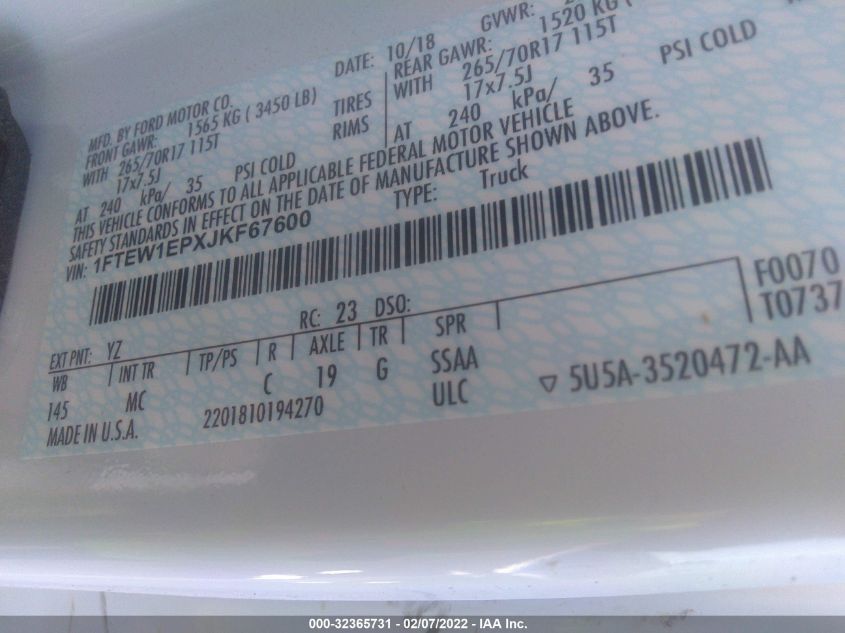 MFD. BY FORD MOTOR CO.
DATE: 10/18
GVWR:
FRONT GAWR: 1565 KG ( 3450 LB)
REAR GAWR: 1520 KG (
WITH 265/70R17 115T TIRES
WITH 265/70R17 115T
17x7.5J RIMS
17x7.5J
AT 240 kPa/ 35 PSI COLD
AT 240 kPa/ 35 PSI COLD
THIS VEHICLE CONFORMS TO ALL APPLICABLE FEDERAL MOTOR VEHICLE
SAFETY STANDARDS IN EFFECT ON THE DATE OF MANUFACTURE SHOWN ABOVE.
VIN: 1FTEW1EPXJKF67600
TYPE: Truck
F0070
T0737
EXT PNT: YZ RC: 23 DSO:
WB INT TR TP/PS R AXLE TR SPR
145 MC C 19 G SSAA
ULC
MADE IN U.S.A. 2201810194270
5U5A-3520472-AA
000-32365731 - 02/07/2022 - IAA Inc.